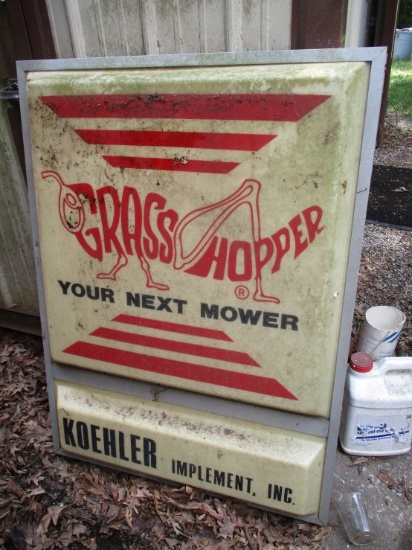 GRASSHOPPER
®
YOUR NEXT MOWER
KOEHLER IMPLEMENT, INC.